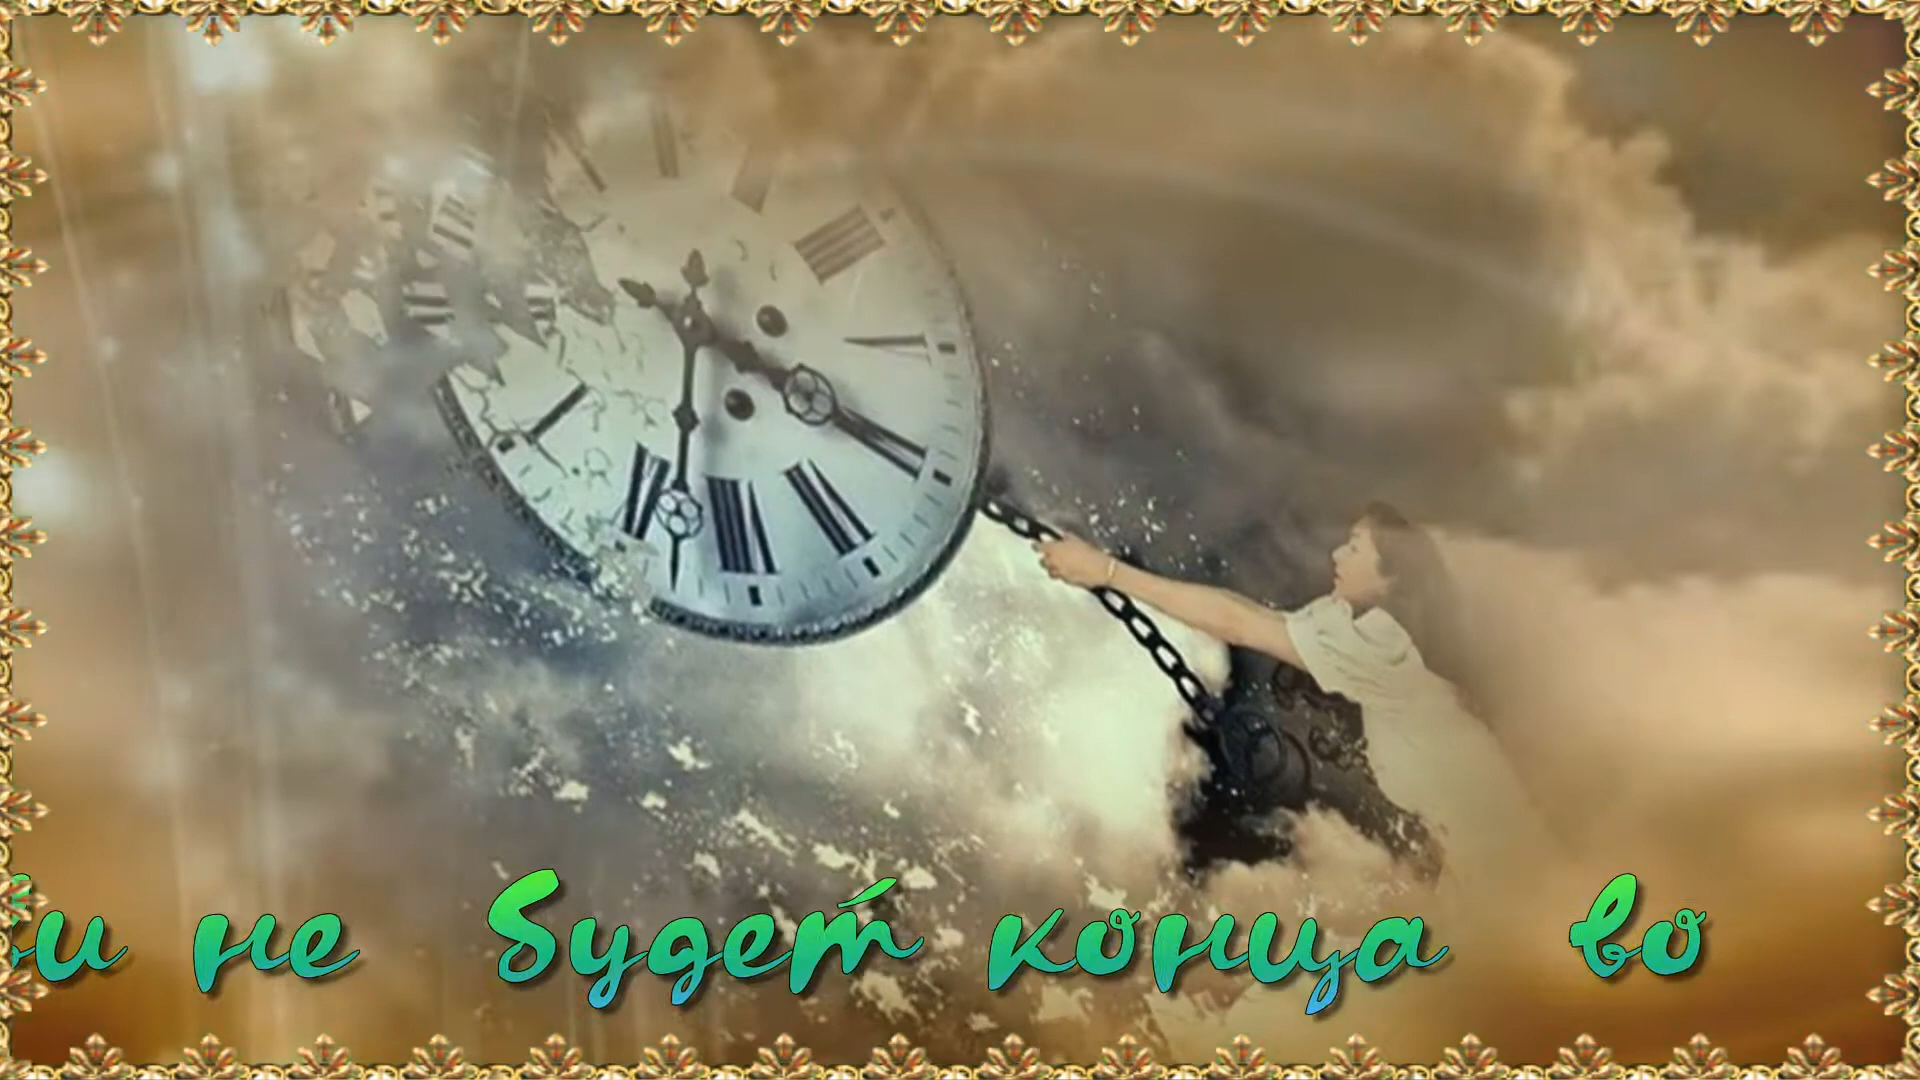 не будет конца во